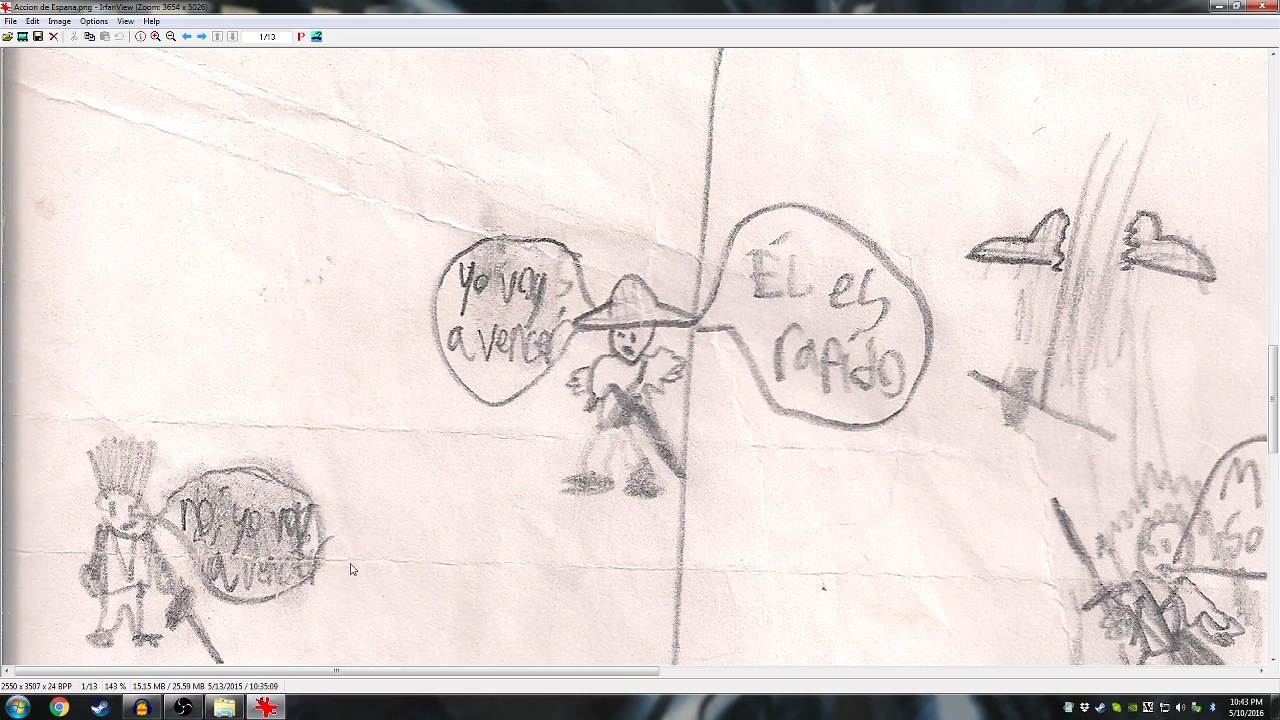 Accion de Espana.png - IrfanView (Zoom: 3654 x 5026)
File Edit Image Options View Help
1/13
Yo voy
a vencer
Él es
rapído
no, yo voy
a vencer
M
So
2550 x 3507 x 24 BPP 1/13 143 % 15.15 MB / 25.59 MB 5/13/2015 / 10:35:09
10:43 PM
5/10/2016